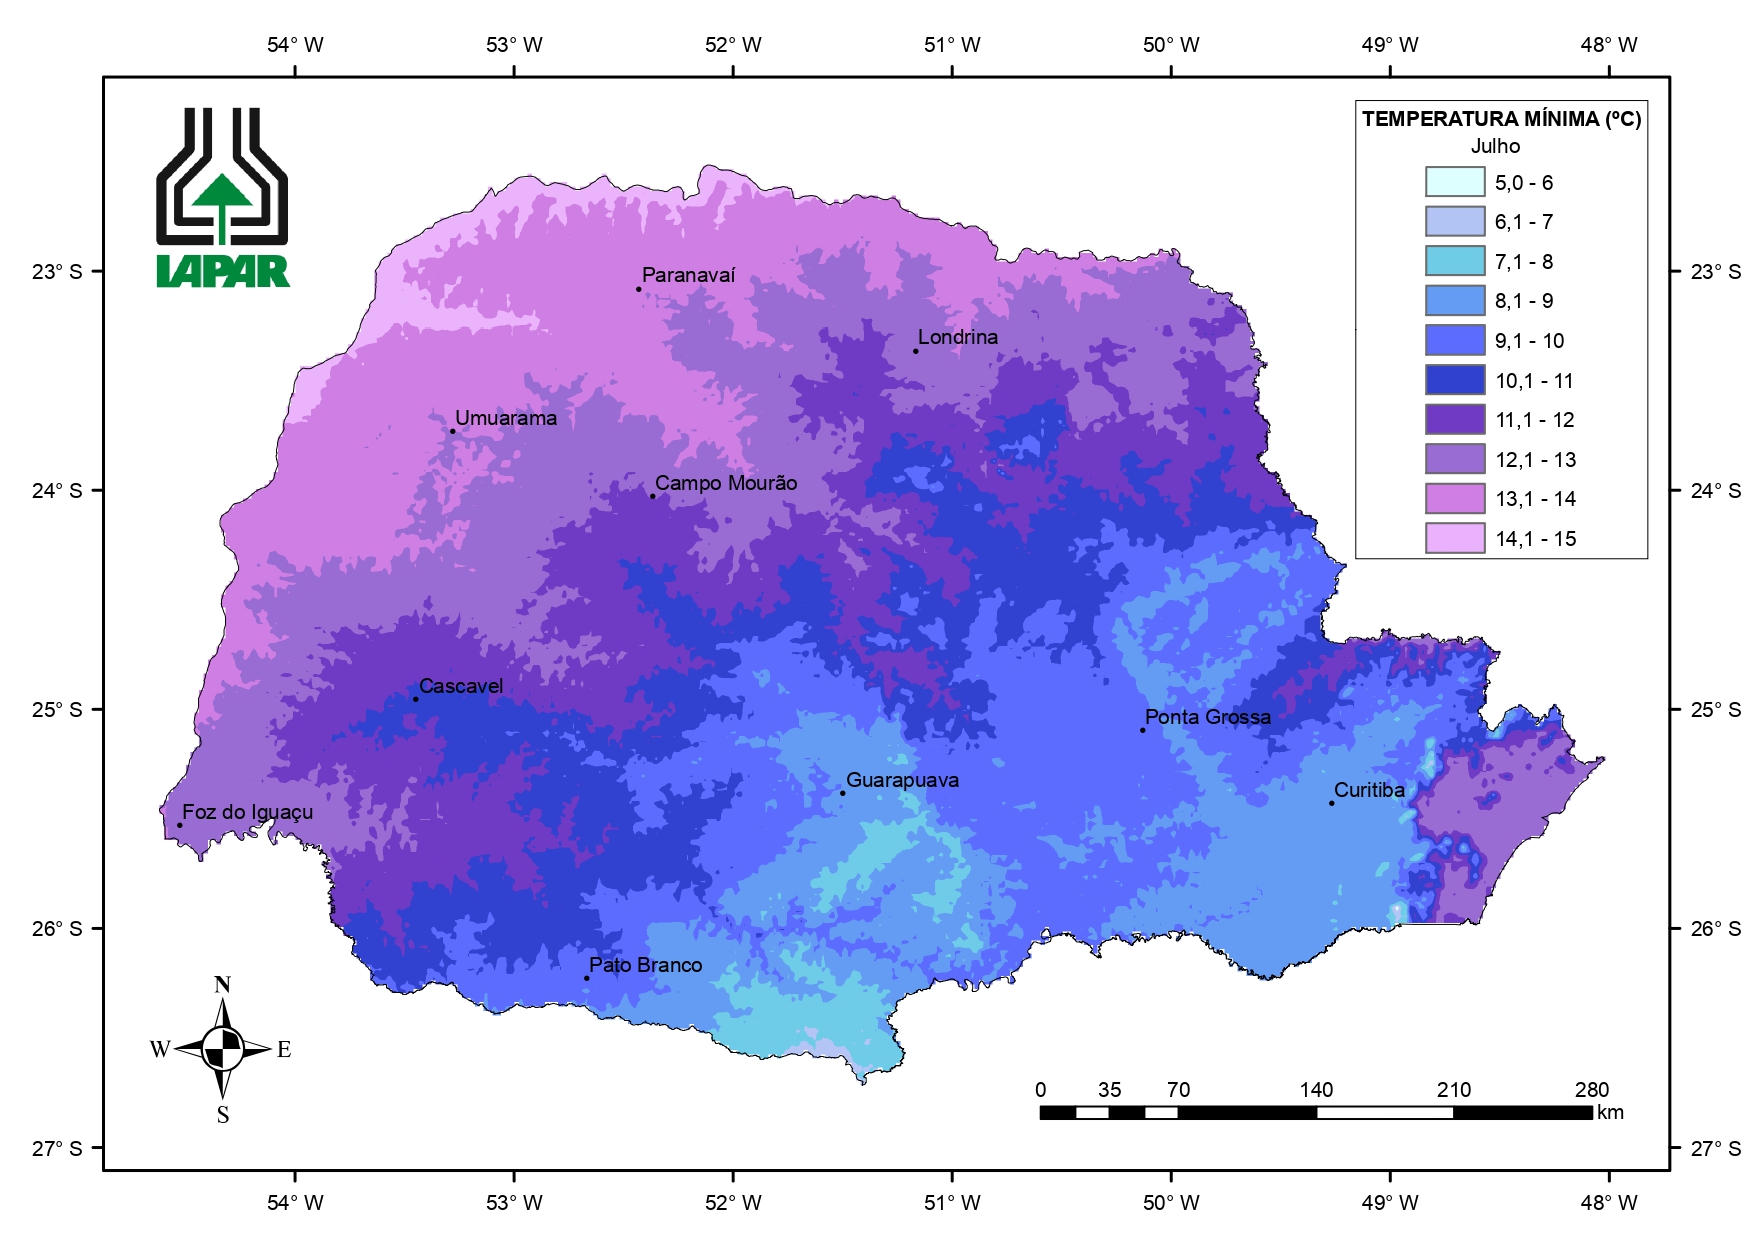 54° W 53° W 52° W 51° W 50° W 49° W 48° W
TEMPERATURA MÍNIMA (ºC)
Julho
5,0 - 6
6,1 - 7
7,1 - 8
8,1 - 9
9,1 - 10
10,1 - 11
11,1 - 12
12,1 - 13
13,1 - 14
14,1 - 15
IAPAR
23° S 23° S
Paranavaí
Londrina
Umuarama
Campo Mourão
24° S 24° S
Cascavel
25° S 25° S
Ponta Grossa
Guarapuava
Curitiba
Foz do Iguaçu
26° S 26° S
Pato Branco
N
W E
S
0 35 70 140 210 280
km
27° S 27° S
54° W 53° W 52° W 51° W 50° W 49° W 48° W